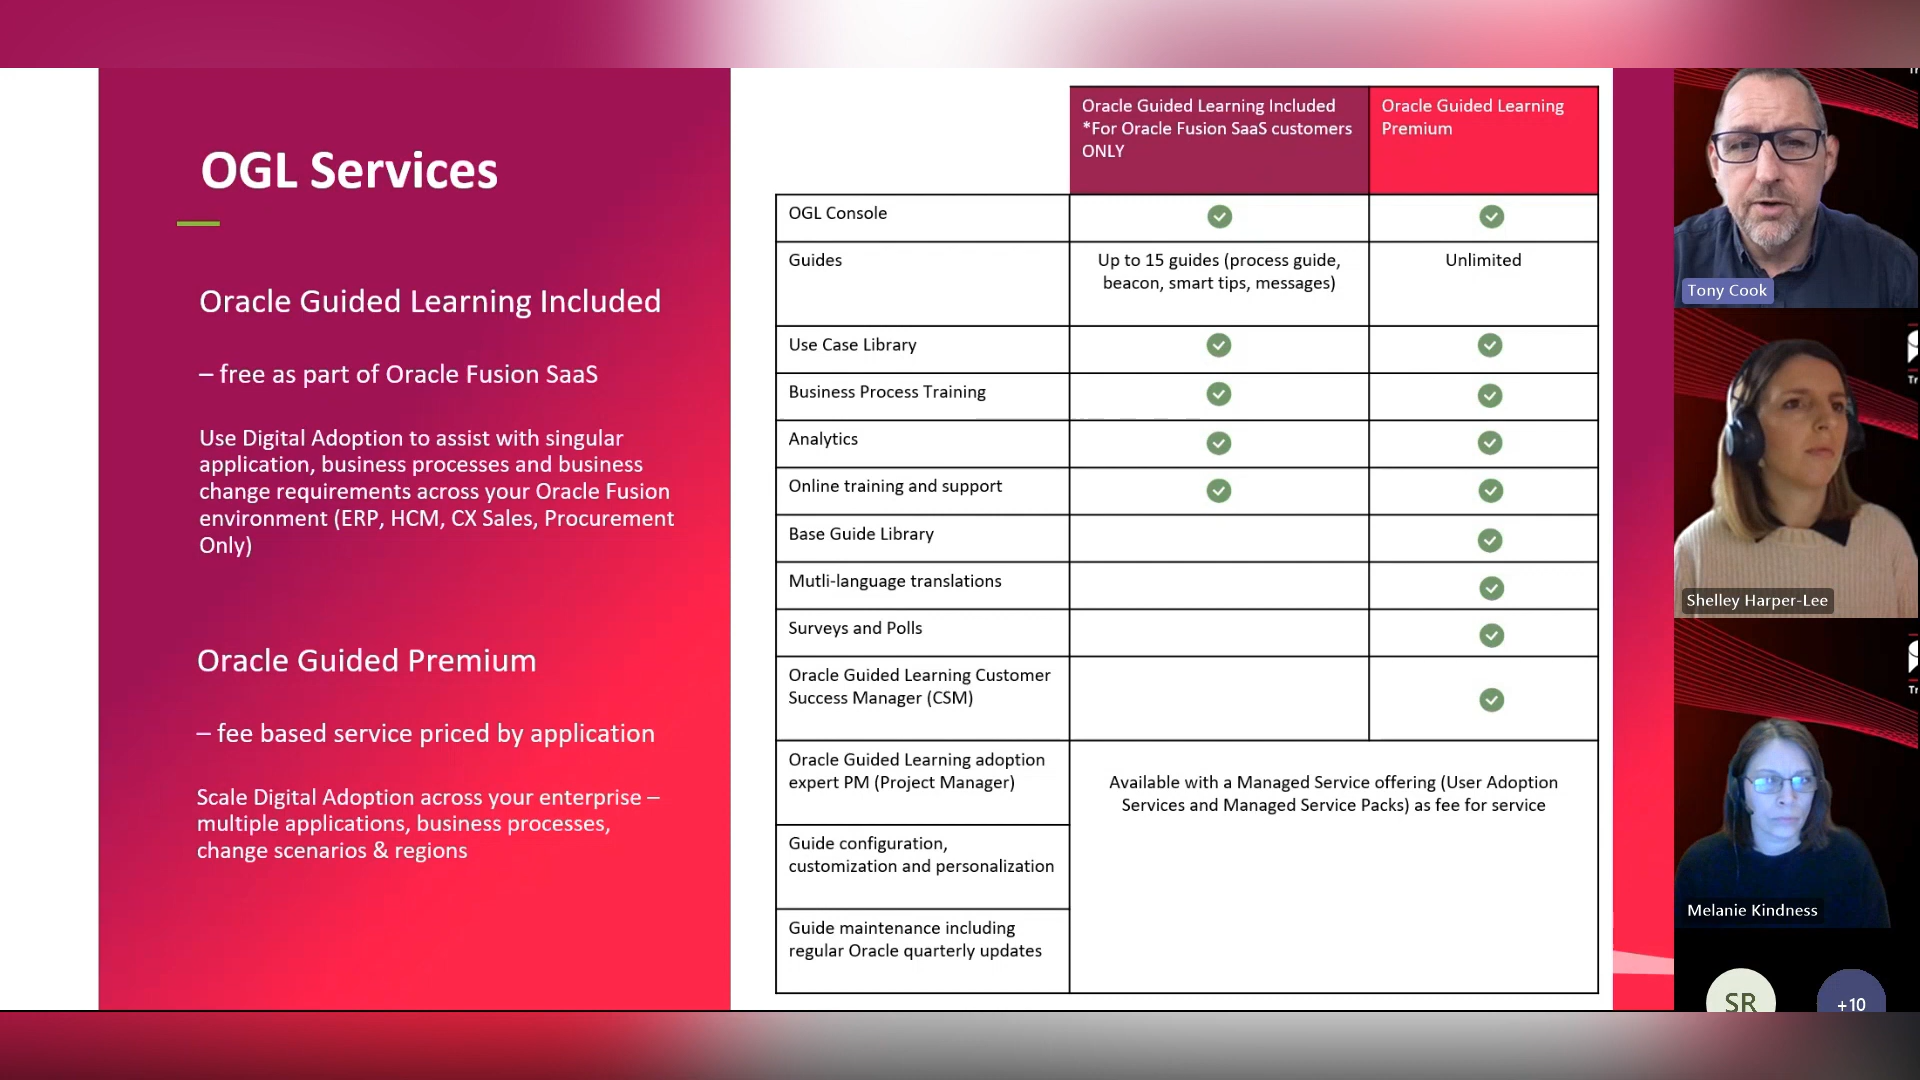 OGL Services
Oracle Guided Learning Included
– free as part of Oracle Fusion SaaS
Use Digital Adoption to assist with singular
application, business processes and business
change requirements across your Oracle Fusion
environment (ERP, HCM, CX Sales, Procurement
Only)
Oracle Guided Premium
– fee based service priced by application
Scale Digital Adoption across your enterprise –
multiple applications, business processes,
change scenarios & regions
Oracle Guided Learning Included
*For Oracle Fusion SaaS customers
ONLY
Oracle Guided Learning
Premium
OGL Console
Guides
Up to 15 guides (process guide,
beacon, smart tips, messages)
Unlimited
Use Case Library
Business Process Training
Analytics
Online training and support
Base Guide Library
Mutli-language translations
Surveys and Polls
Oracle Guided Learning Customer
Success Manager (CSM)
Oracle Guided Learning adoption
expert PM (Project Manager)
Available with a Managed Service offering (User Adoption
Services and Managed Service Packs) as fee for service
Guide configuration,
customization and personalization
Guide maintenance including
regular Oracle quarterly updates
Tony Cook
Shelley Harper-Lee
Melanie Kindness
SR
+10